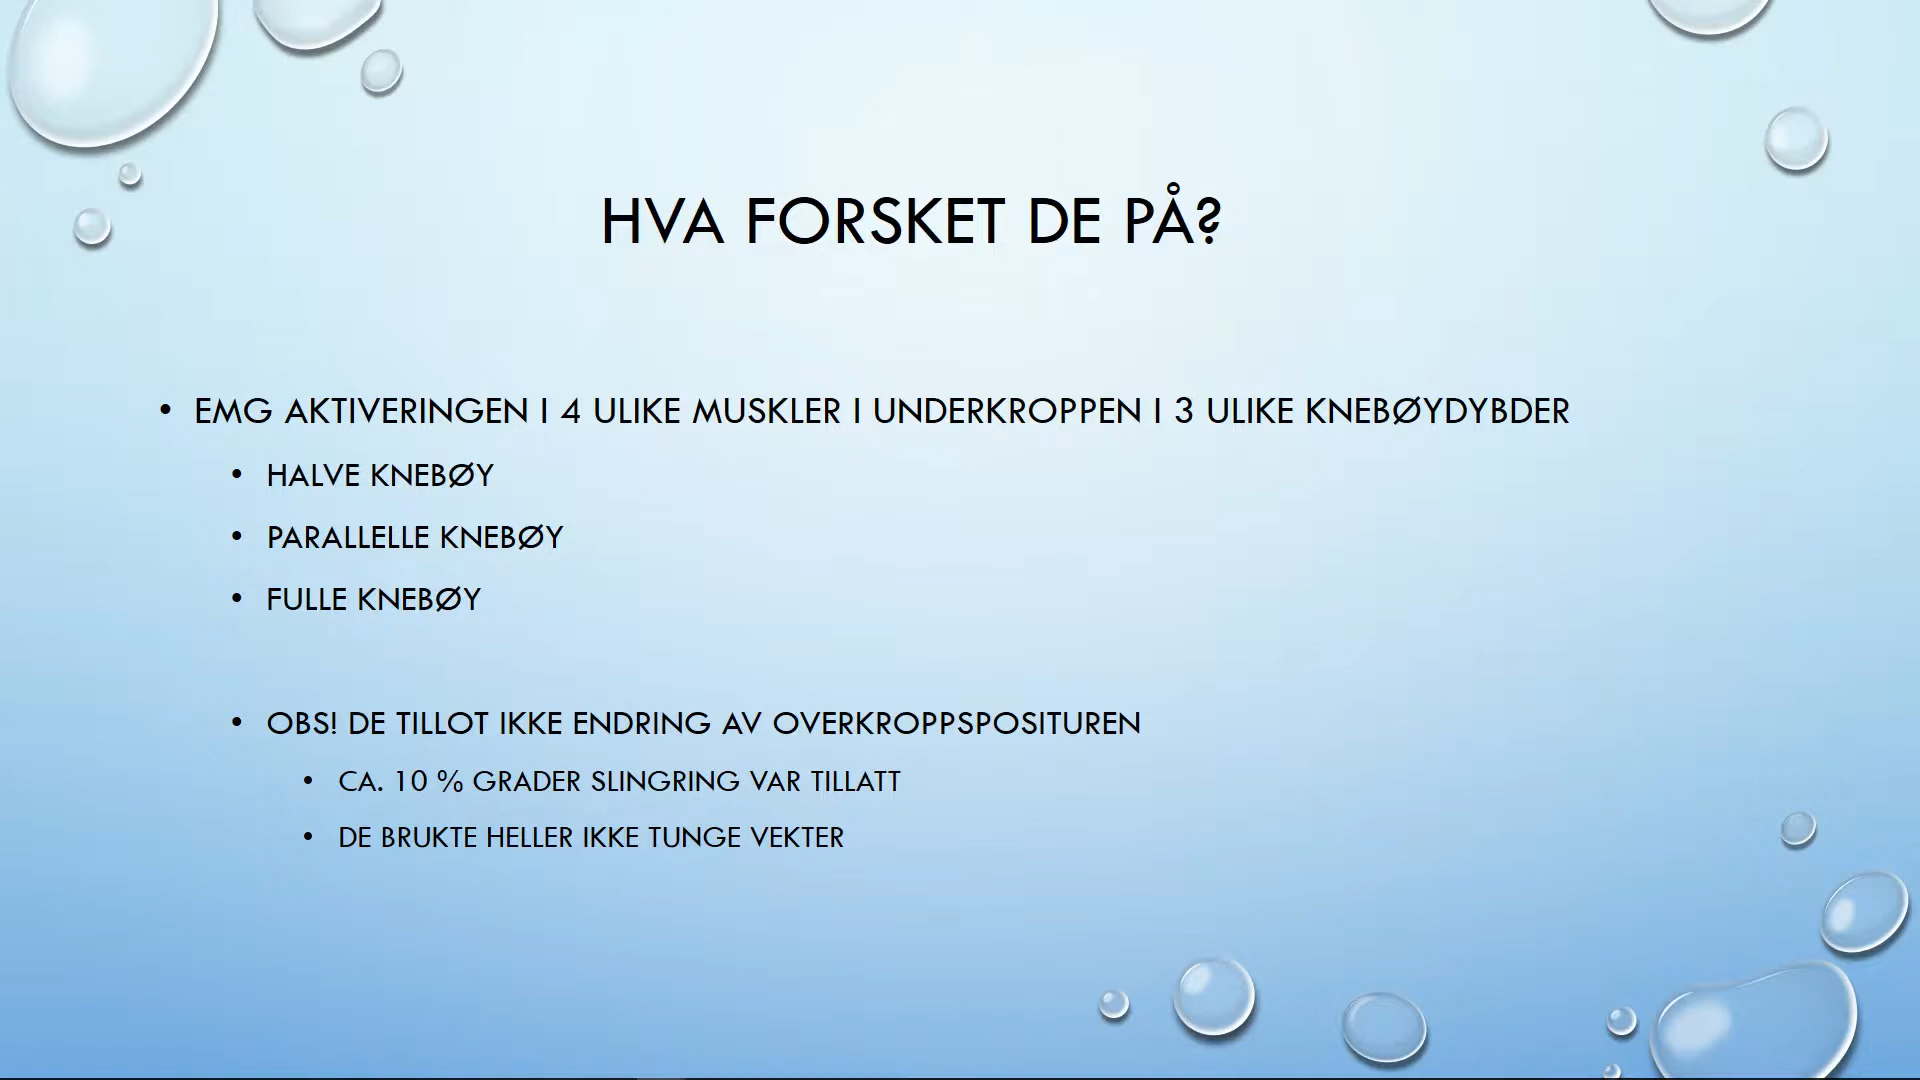 HVA FORSKET DE PÅ?
• EMG AKTIVERINGEN I 4 ULIKE MUSKLER I UNDERKROPPEN I 3 ULIKE KNEBØYDYBDER
• HALVE KNEBØY
• PARALLELLE KNEBØY
• FULLE KNEBØY
• OBS! DE TILLOT IKKE ENDRING AV OVERKROPPSPOSITUREN
• CA. 10 % GRADER SLINGRING VAR TILLATT
• DE BRUKTE HELLER IKKE TUNGE VEKTER